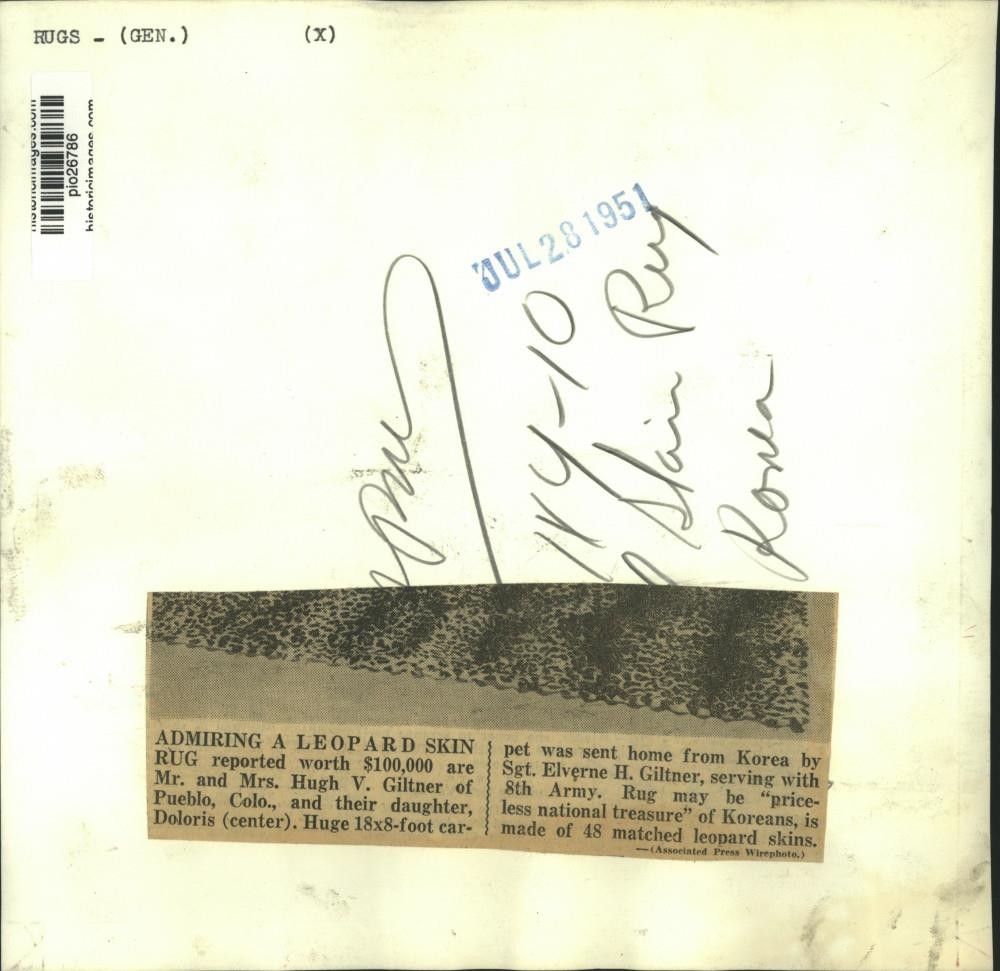 RUGS - (GEN.) (X)
historicimages.com
pio26786
historicimages.com
JUL 28 1951
NY-10
Skin Rug
Korea
ADMIRING A LEOPARD SKIN
RUG reported worth $100,000 are
Mr. and Mrs. Hugh V. Giltner of
Pueblo, Colo., and their daughter,
Doloris (center). Huge 18x8-foot car-
pet was sent home from Korea by
Sgt. Elverne H. Giltner, serving with
8th Army. Rug may be “price-
less national treasure” of Koreans, is
made of 48 matched leopard skins.
—(Associated Press Wirephoto.)